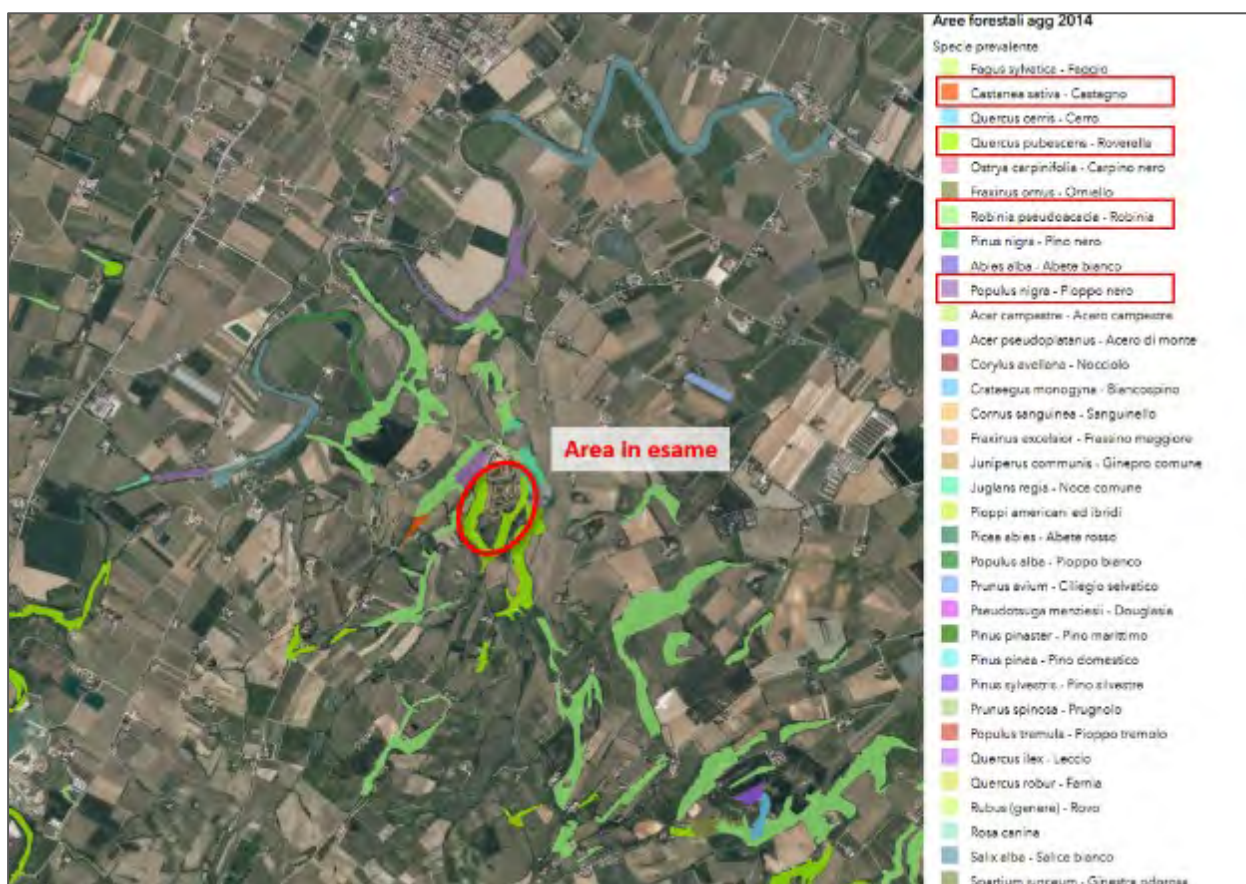 Aree forestali agg 2014
Specie prevalente
Fagus sylvatica - Faggio
Castanea sativa - Castagno
Quercus cerris - Cerro
Quercus pubescens - Roverella
Ostrya carpinifolia - Carpino nero
Fraxinus ornus - Orniello
Robinia pseudoacacia - Robinia
Pinus nigra - Pino nero
Abies alba - Abete bianco
Populus nigra - Pioppo nero
Acer campestre - Acero campestre
Acer pseudoplatanus - Acero di monte
Corylus avellana - Nocciolo
Crataegus monogyna - Biancospino
Cornus sanguinea - Sanguinello
Fraxinus excelsior - Frassino maggiore
Juniperus communis - Ginepro comune
Juglans regia - Noce comune
Pioppi americani ed ibridi
Picea abies - Abete rosso
Populus alba - Pioppo bianco
Prunus avium - Ciliegio selvatico
Pseudotsuga menziesii - Douglasia
Pinus pinaster - Pino marittimo
Pinus pinea - Pino domestico
Pinus sylvestris - Pino silvestre
Prunus spinosa - Prugnolo
Populus tremula - Pioppo tremolo
Quercus ilex - Leccio
Quercus robur - Farnia
Rubus (genere) - Rovo
Rosa canina
Salix alba - Salice bianco
Spartium junceum - Ginestra odorosa
Area in esame